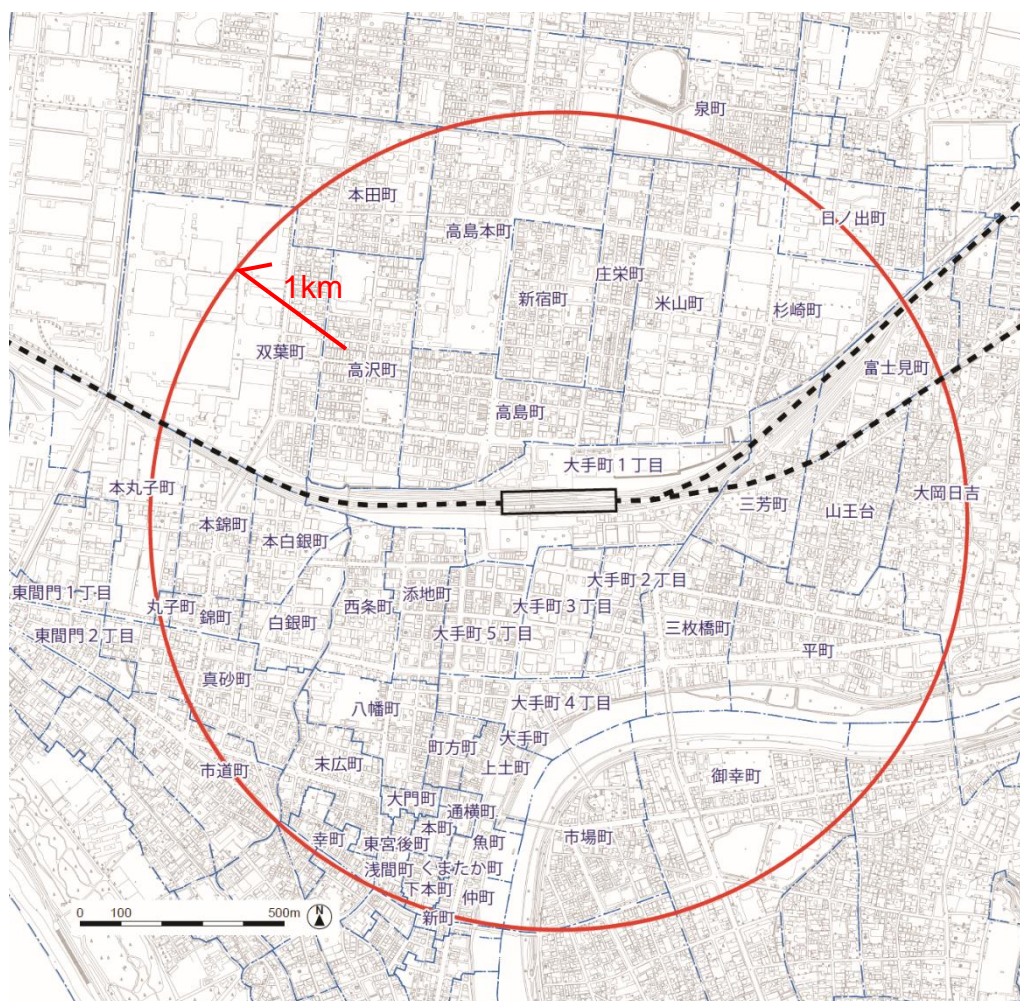 泉町
本田町
日ノ出町
高島本町
庄栄町
1km
新宿町
米山町
杉崎町
双葉町
高沢町
富士見町
高島町
大手町1丁目
本丸子町
大岡日吉
本錦町
三芳町
山王台
本白銀町
大手町2丁目
東間門1丁目
丸子町
西条町
添地町
大手町3丁目
錦町
白銀町
三枚橋町
東間門2丁目
大手町5丁目
平町
真砂町
八幡町
大手町4丁目
大手町
町方町
市道町
末広町
上土町
御幸町
大門町
通横町
本町
幸町
東宮後町
魚町
市場町
浅間町
くまたか町
下本町
仲町
新町
0 100 500m
N